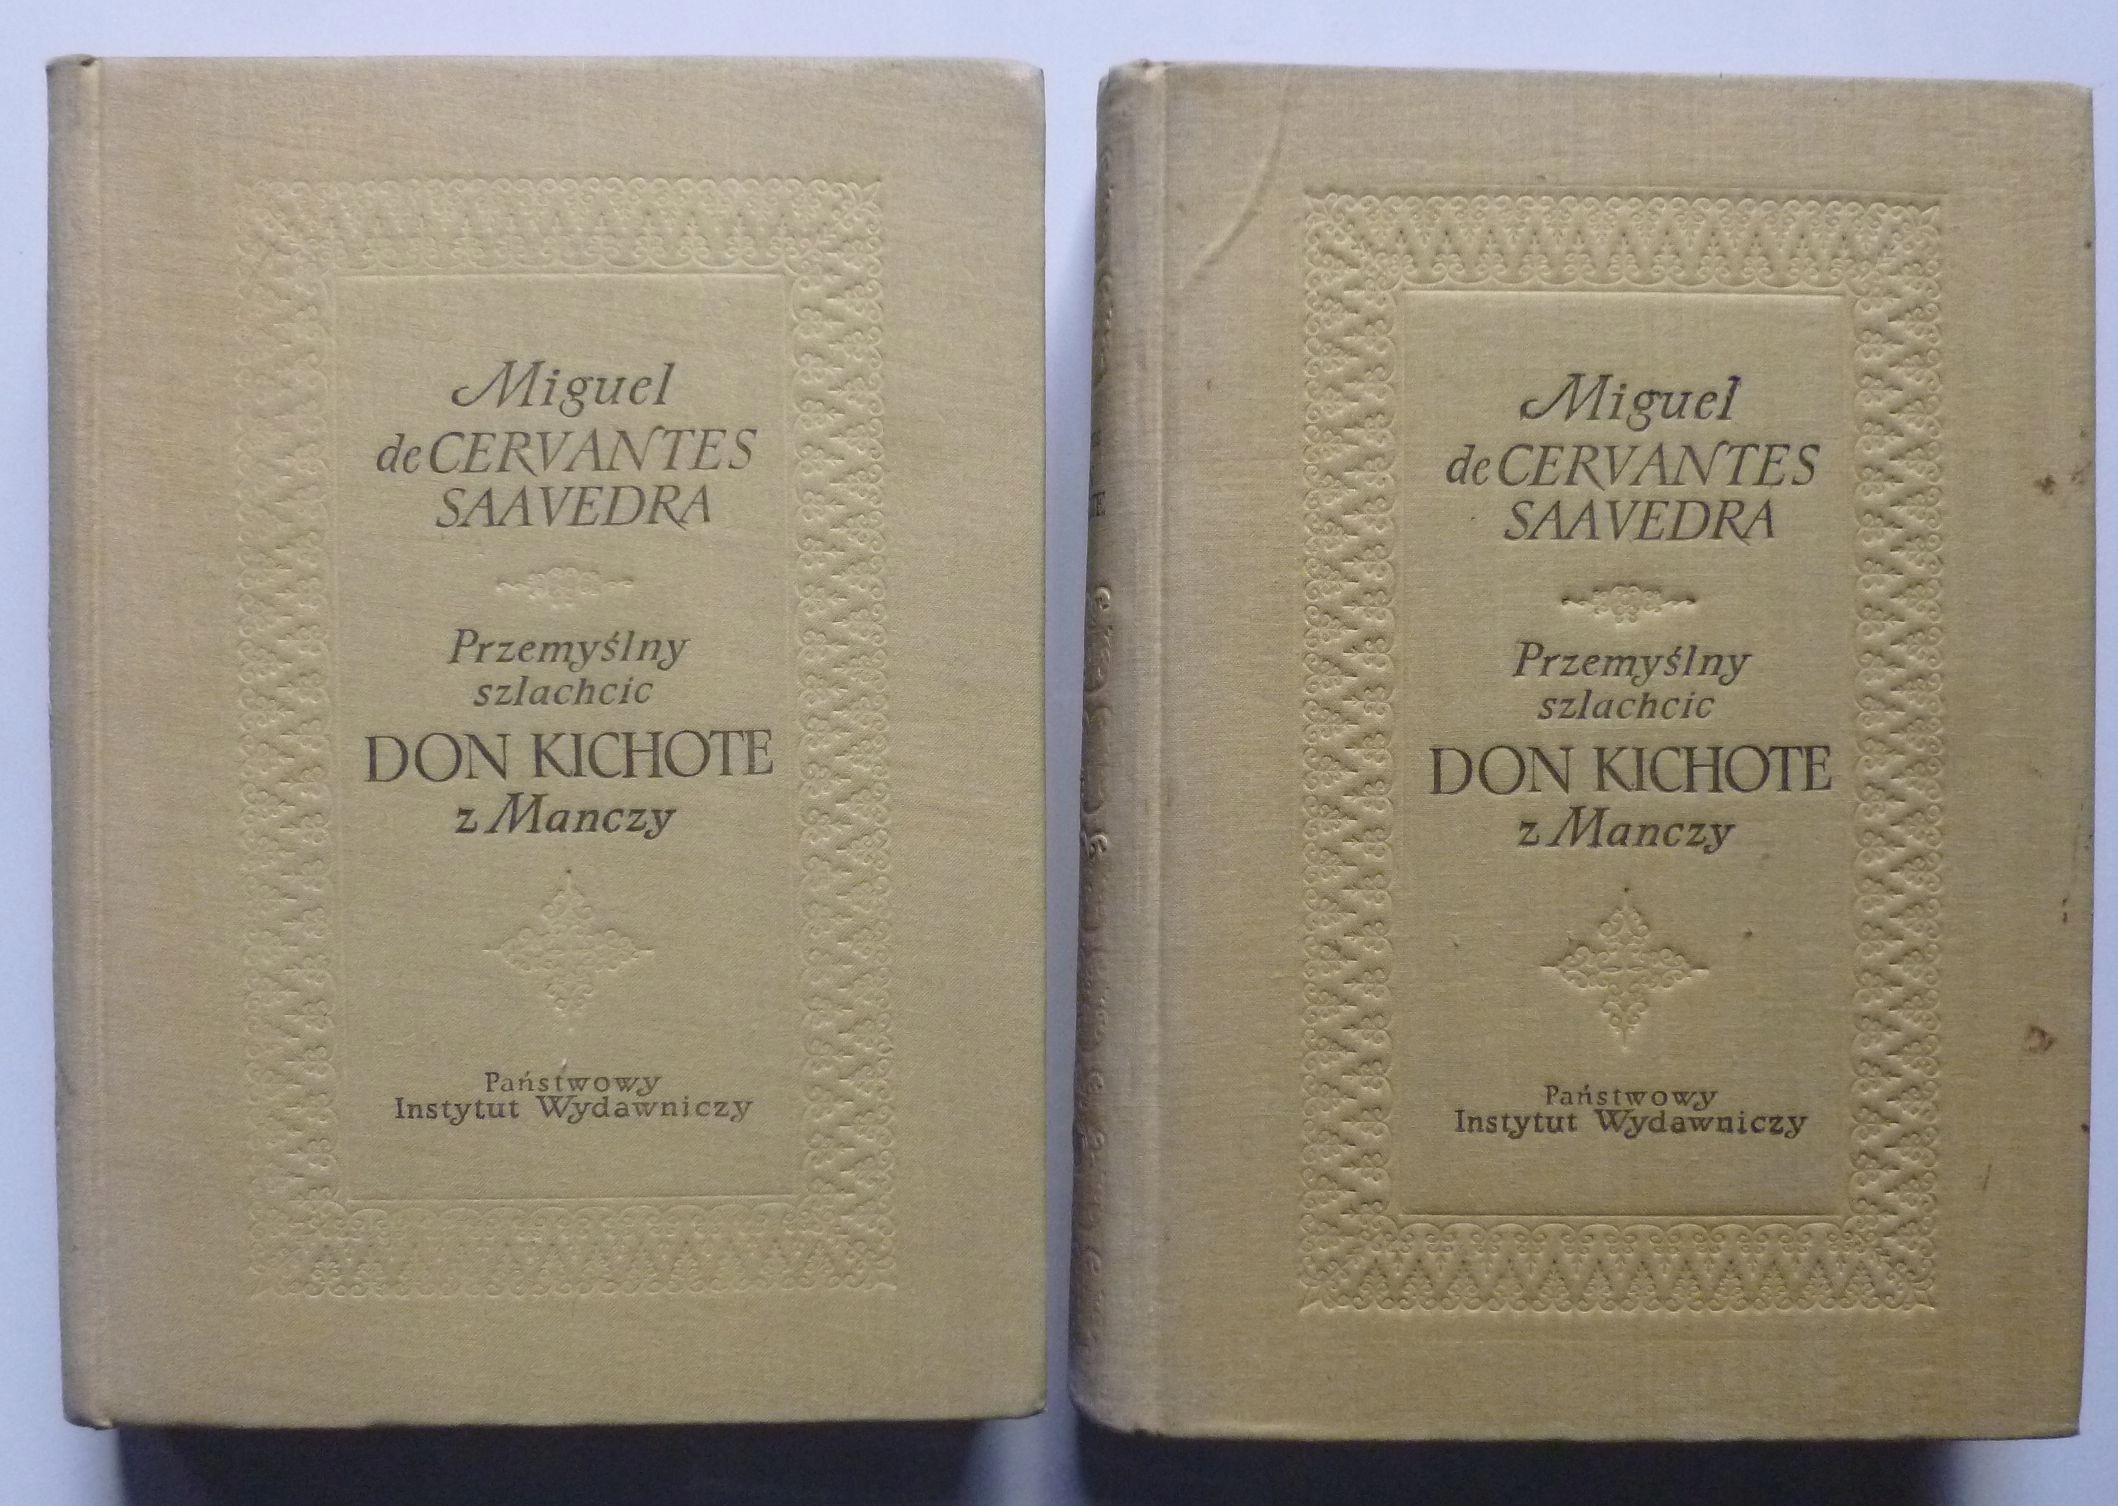 Miguel
de CERVANTES
SAAVEDRA
Przemyślny
szlachcic
DON KICHOTE
z Manczy
Państwowy
Instytut Wydawniczy
Miguel
de CERVANTES
SAAVEDRA
Przemyślny
szlachcic
DON KICHOTE
z Manczy
Państwowy
Instytut Wydawniczy